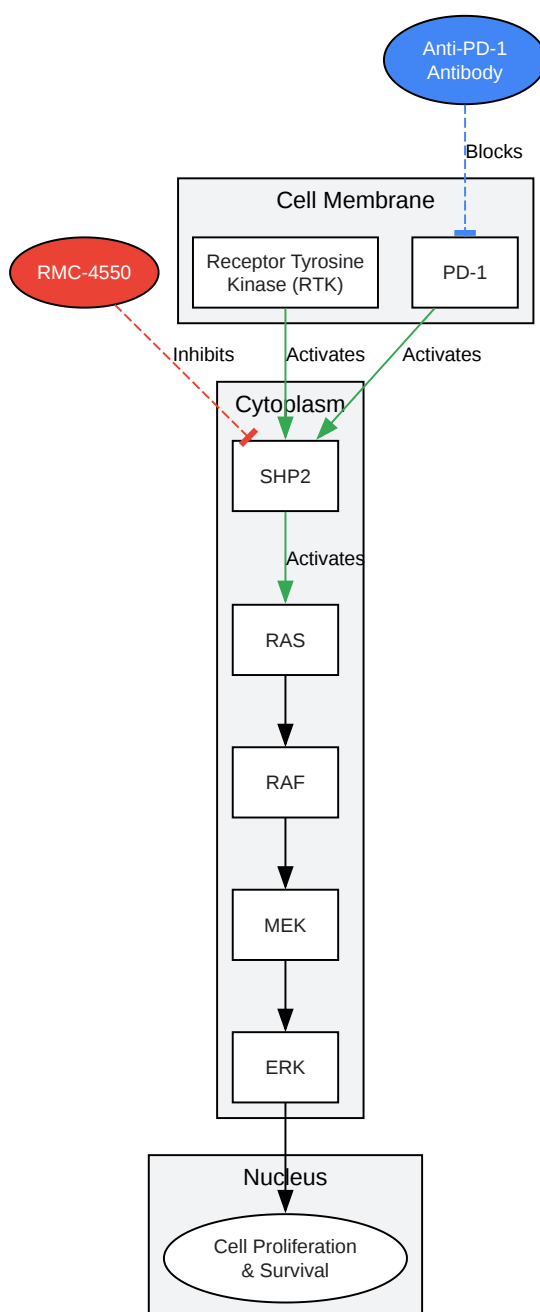 Anti-PD-1
Antibody
Blocks
Cell Membrane
RMC-4550
Receptor Tyrosine
Kinase (RTK)
PD-1
Inhibits
Activates
Activates
Cytoplasm
SHP2
Activates
RAS
RAF
MEK
ERK
Nucleus
Cell Proliferation
& Survival